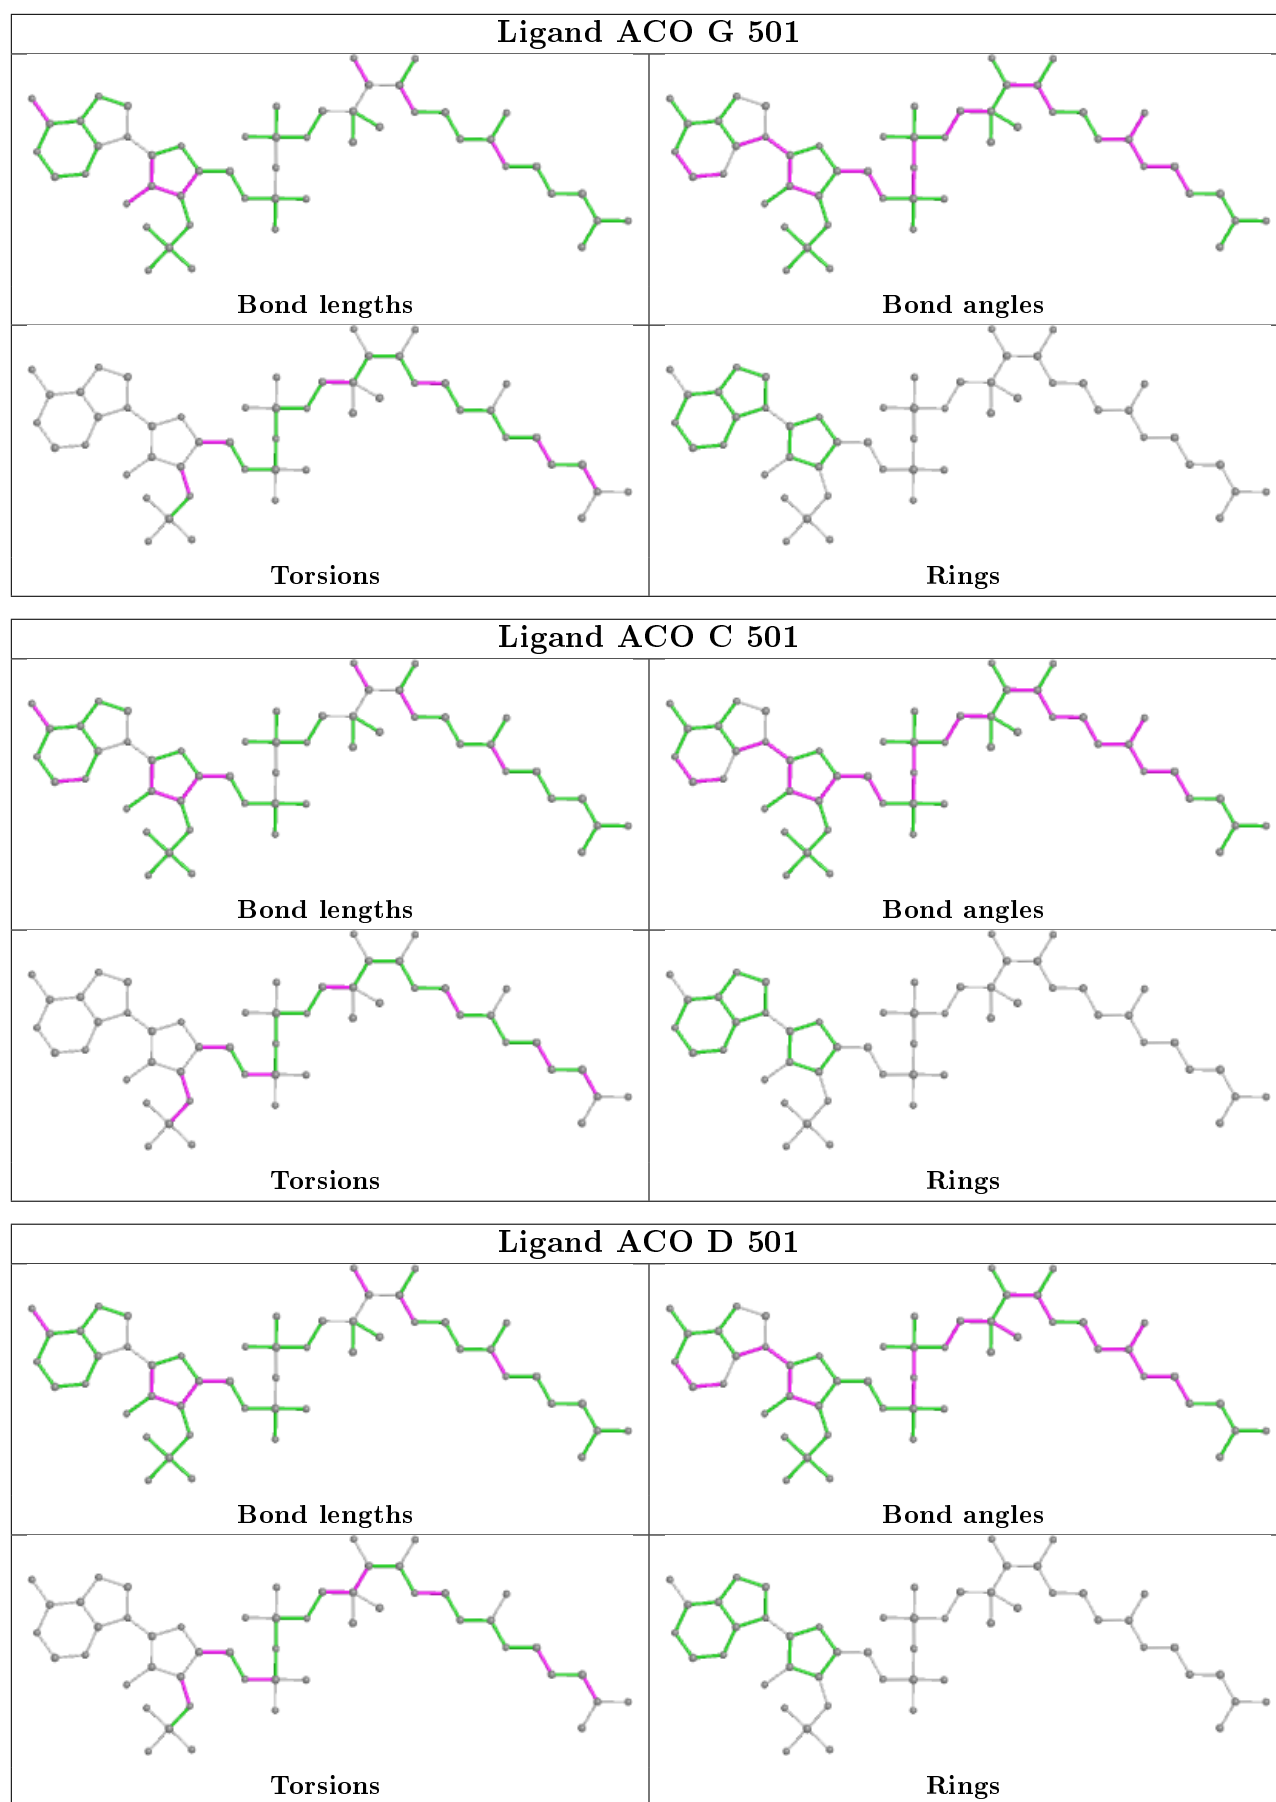 Ligand ACO G 501
Bond lengths
Bond angles
Torsions
Rings
Ligand ACO C 501
Bond lengths
Bond angles
Torsions
Rings
Ligand ACO D 501
Bond lengths
Bond angles
Torsions
Rings